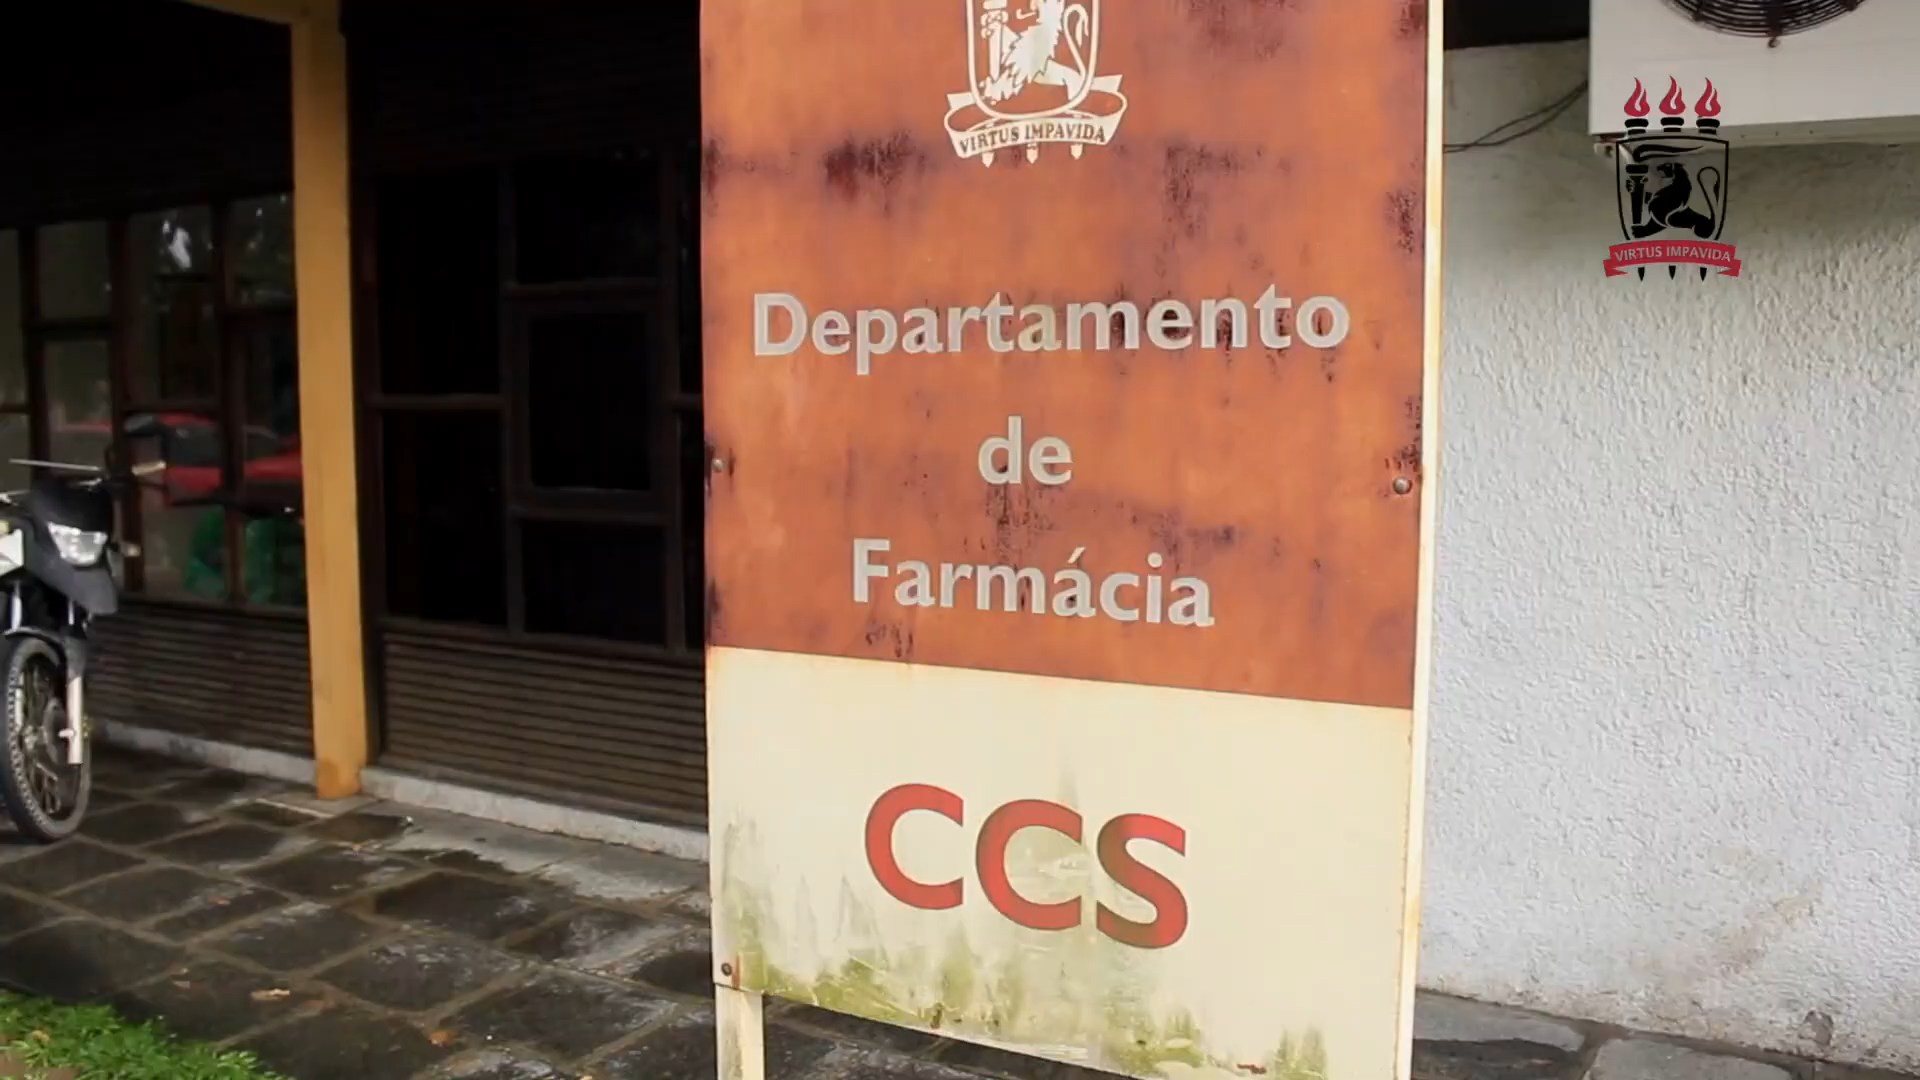 VIRTUS IMPAVIDA
Departamento
de
Farmácia
CCS
VIRTUS IMPAVIDA